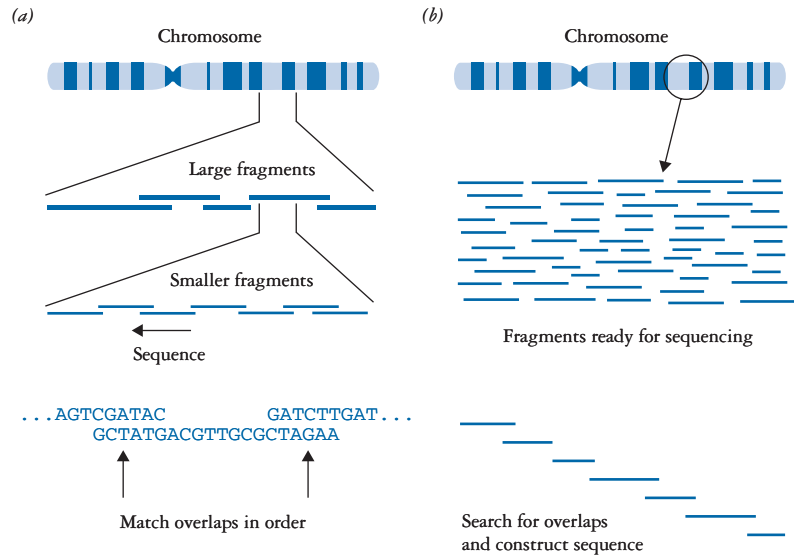 (a)
Chromosome
Large fragments
Smaller fragments
Sequence
...AGTCGATAC GATCTTGAT...
GCTATGACGTTGCGCTAGAA
Match overlaps in order
(b)
Chromosome
Fragments ready for sequencing
Search for overlaps
and construct sequence